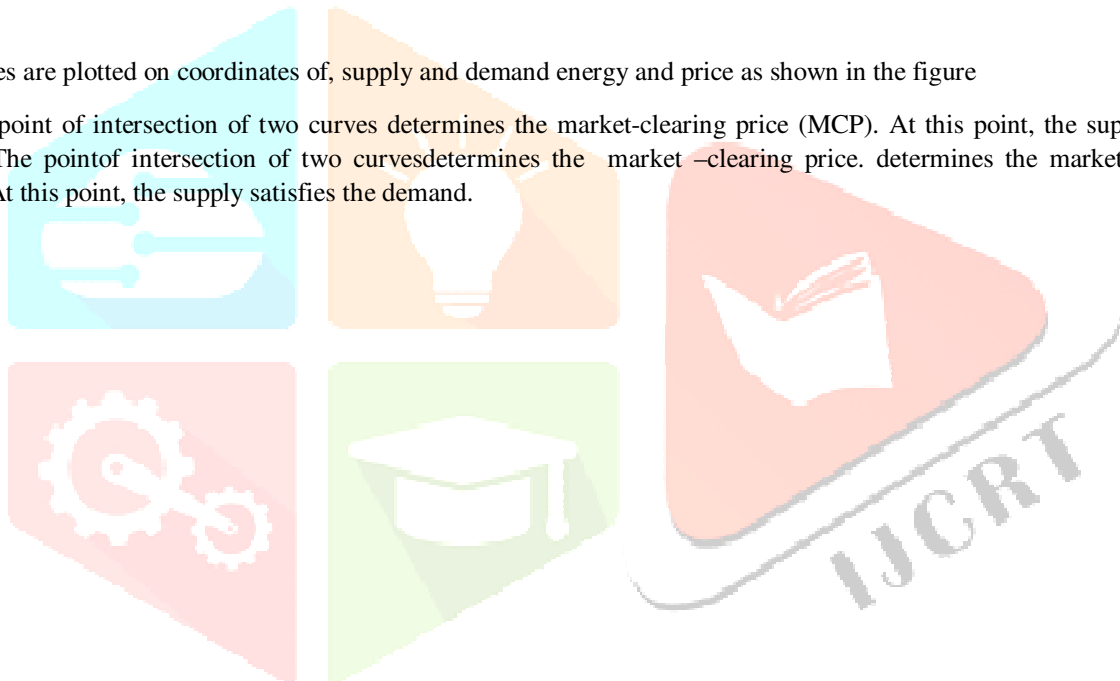 es are plotted on coordinates of, supply and demand energy and price as shown in the figure
point of intersection of two curves determines the market-clearing price (MCP). At this point, the sup
The pointof intersection of two curvesdetermines the market –clearing price. determines the market
At this point, the supply satisfies the demand.
IJCRT